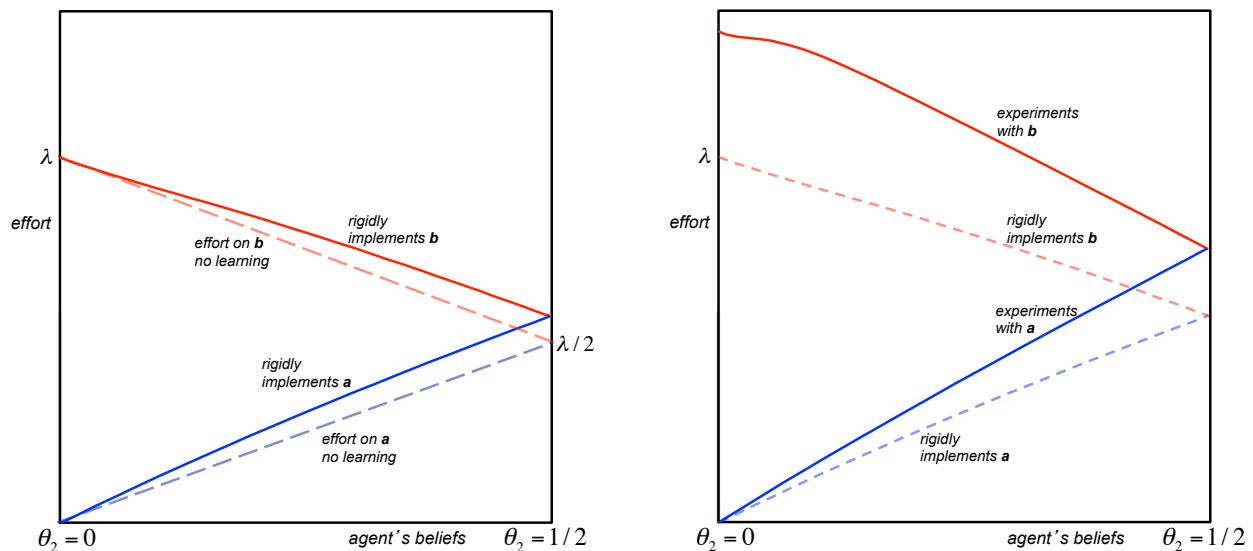 λ
effort
rigidly
implements b
effort on b
no learning
λ/2
rigidly
implements a
effort on a
no learning
θ₂ = 0
agent's beliefs
θ₂ = 1/2
experiments
with b
λ
effort
rigidly
implements b
experiments
with a
rigidly
implements a
θ₂ = 0
agent's beliefs
θ₂ = 1/2